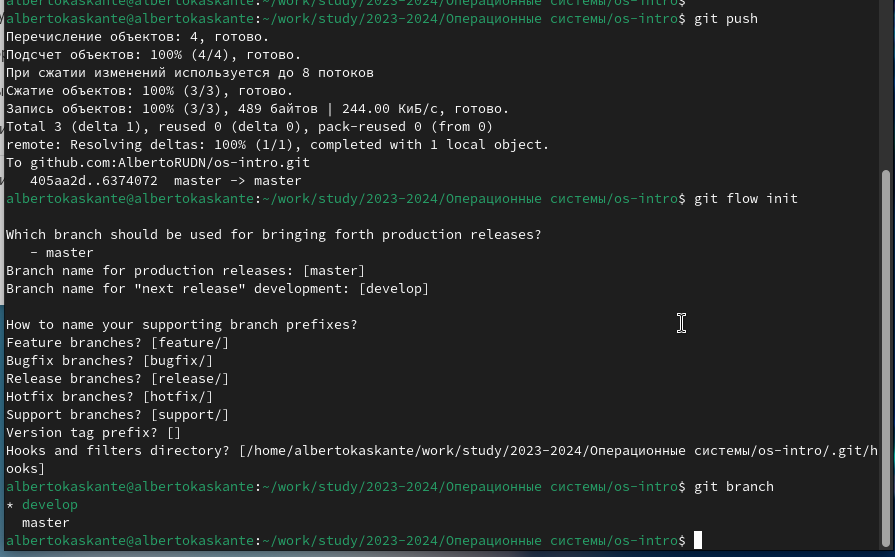 albertokaskante@albertokaskante:~/work/study/2023-2024/Операционные системы/os-intro$
albertokaskante@albertokaskante:~/work/study/2023-2024/Операционные системы/os-intro$ git push
Перечисление объектов: 4, готово.
Подсчет объектов: 100% (4/4), готово.
При сжатии изменений используется до 8 потоков
Сжатие объектов: 100% (3/3), готово.
Запись объектов: 100% (3/3), 489 байтов | 244.00 КиБ/с, готово.
Total 3 (delta 1), reused 0 (delta 0), pack-reused 0 (from 0)
remote: Resolving deltas: 100% (1/1), completed with 1 local object.
To github.com:AlbertoRUDN/os-intro.git
   405aa2d..6374072  master -> master
albertokaskante@albertokaskante:~/work/study/2023-2024/Операционные системы/os-intro$ git flow init
Which branch should be used for bringing forth production releases?
   - master
Branch name for production releases: [master]
Branch name for "next release" development: [develop]
How to name your supporting branch prefixes?
Feature branches? [feature/]
Bugfix branches? [bugfix/]
Release branches? [release/]
Hotfix branches? [hotfix/]
Support branches? [support/]
Version tag prefix? []
Hooks and filters directory? [/home/albertokaskante/work/study/2023-2024/Операционные системы/os-intro/.git/h
ooks]
albertokaskante@albertokaskante:~/work/study/2023-2024/Операционные системы/os-intro$ git branch
* develop
  master
albertokaskante@albertokaskante:~/work/study/2023-2024/Операционные системы/os-intro$